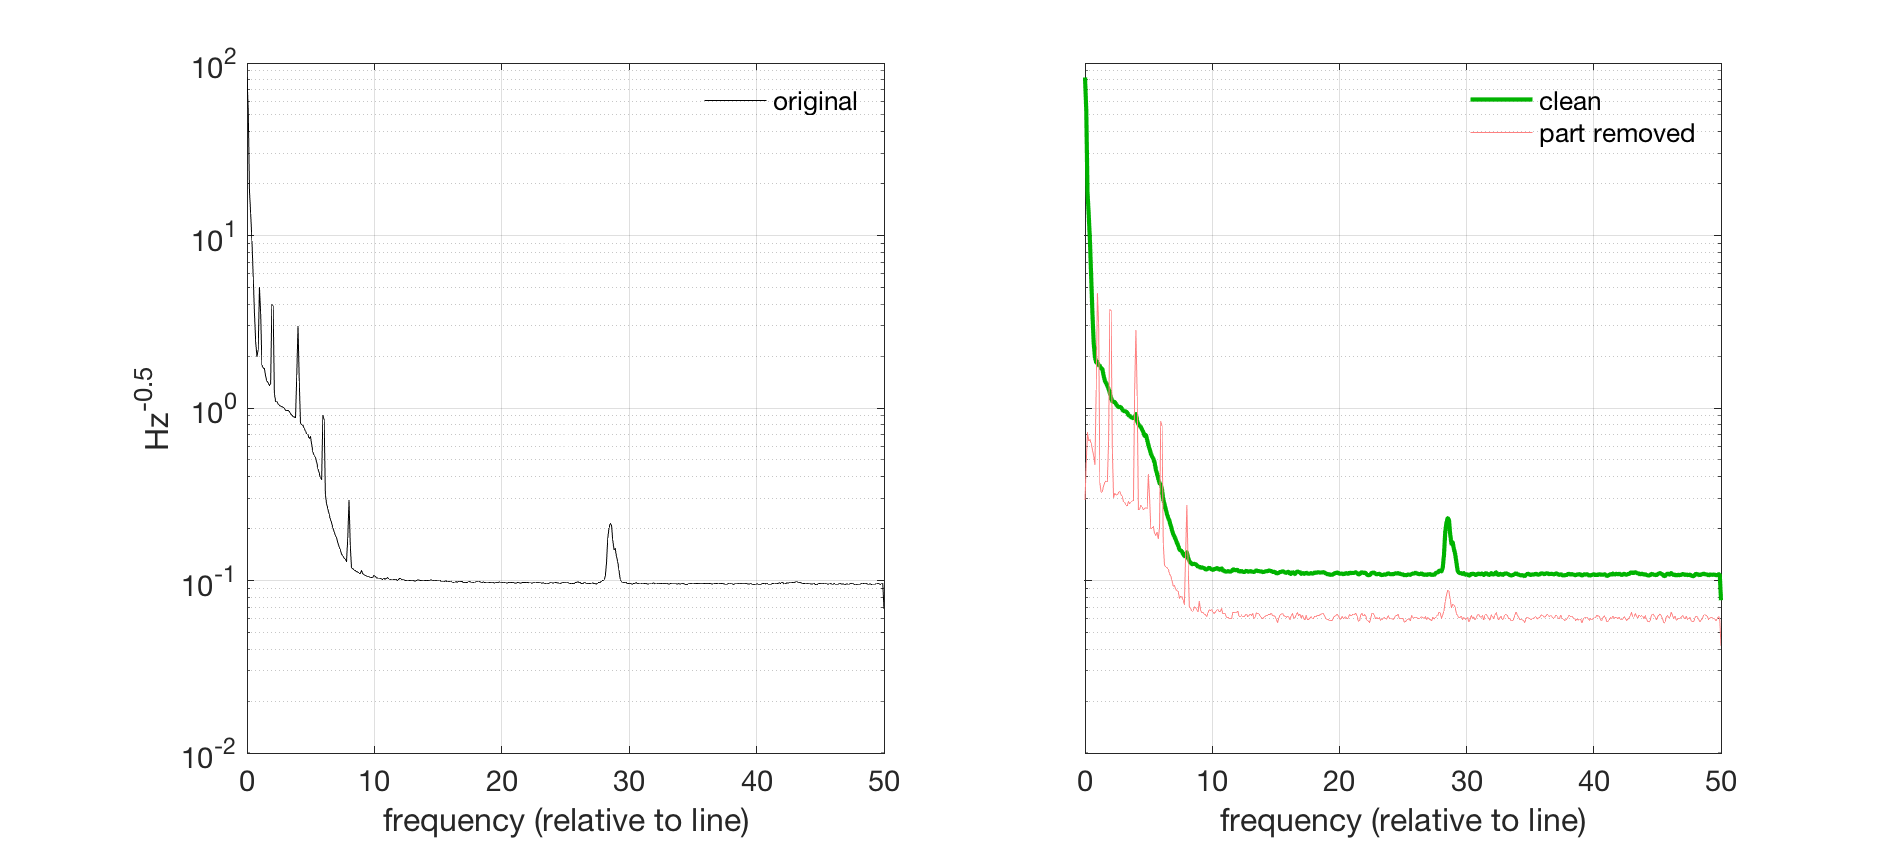 10^2
10^1
10^0
10^-1
10^-2
Hz^-0.5
original
0 10 20 30 40 50
frequency (relative to line)
clean
part removed
0 10 20 30 40 50
frequency (relative to line)